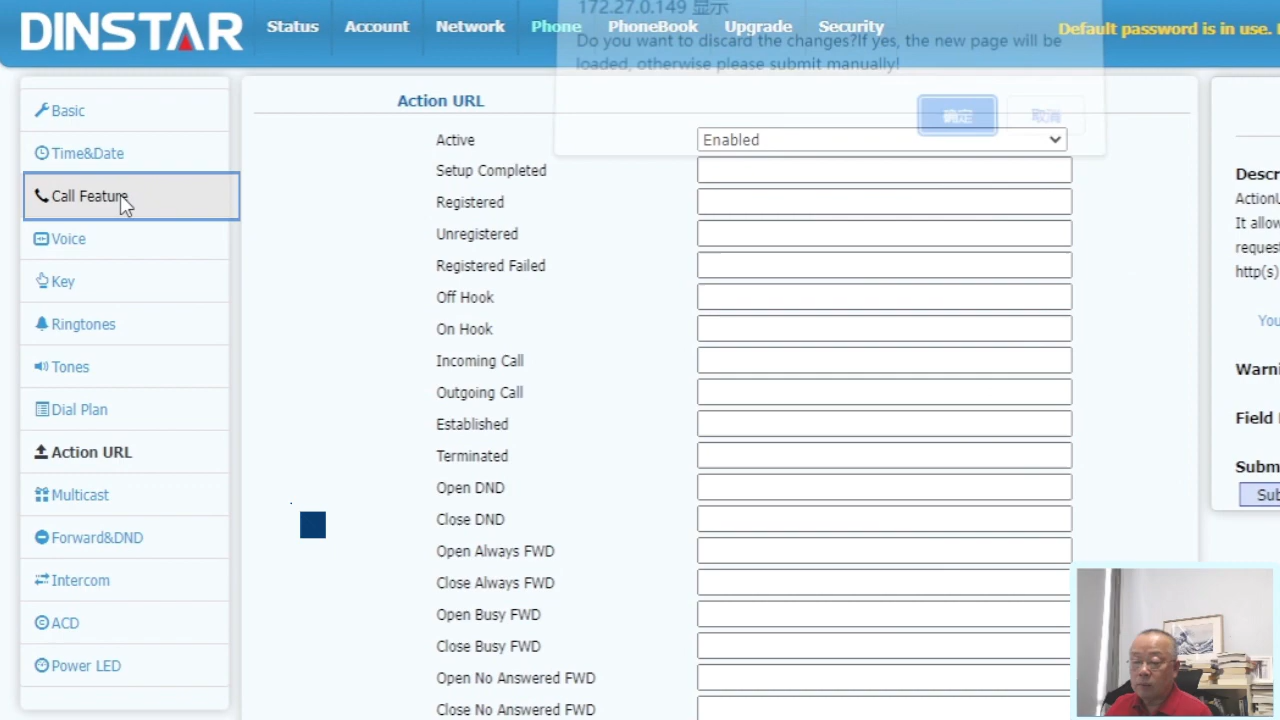 DINSTAR
Status Account Network Phone PhoneBook Upgrade Security
Default password is in use.
172.27.0.149 显示
Do you want to discard the changes?If yes, the new page will be
loaded, otherwise please submit manually!
确定 取消
Basic
Time&Date
Call Feature
Voice
Key
Ringtones
Tones
Dial Plan
Action URL
Multicast
Forward&DND
Intercom
ACD
Power LED
Action URL
Active Enabled
Setup Completed
Registered
Unregistered
Registered Failed
Off Hook
On Hook
Incoming Call
Outgoing Call
Established
Terminated
Open DND
Close DND
Open Always FWD
Close Always FWD
Open Busy FWD
Close Busy FWD
Open No Answered FWD
Close No Answered FWD
It
http(s)
Field